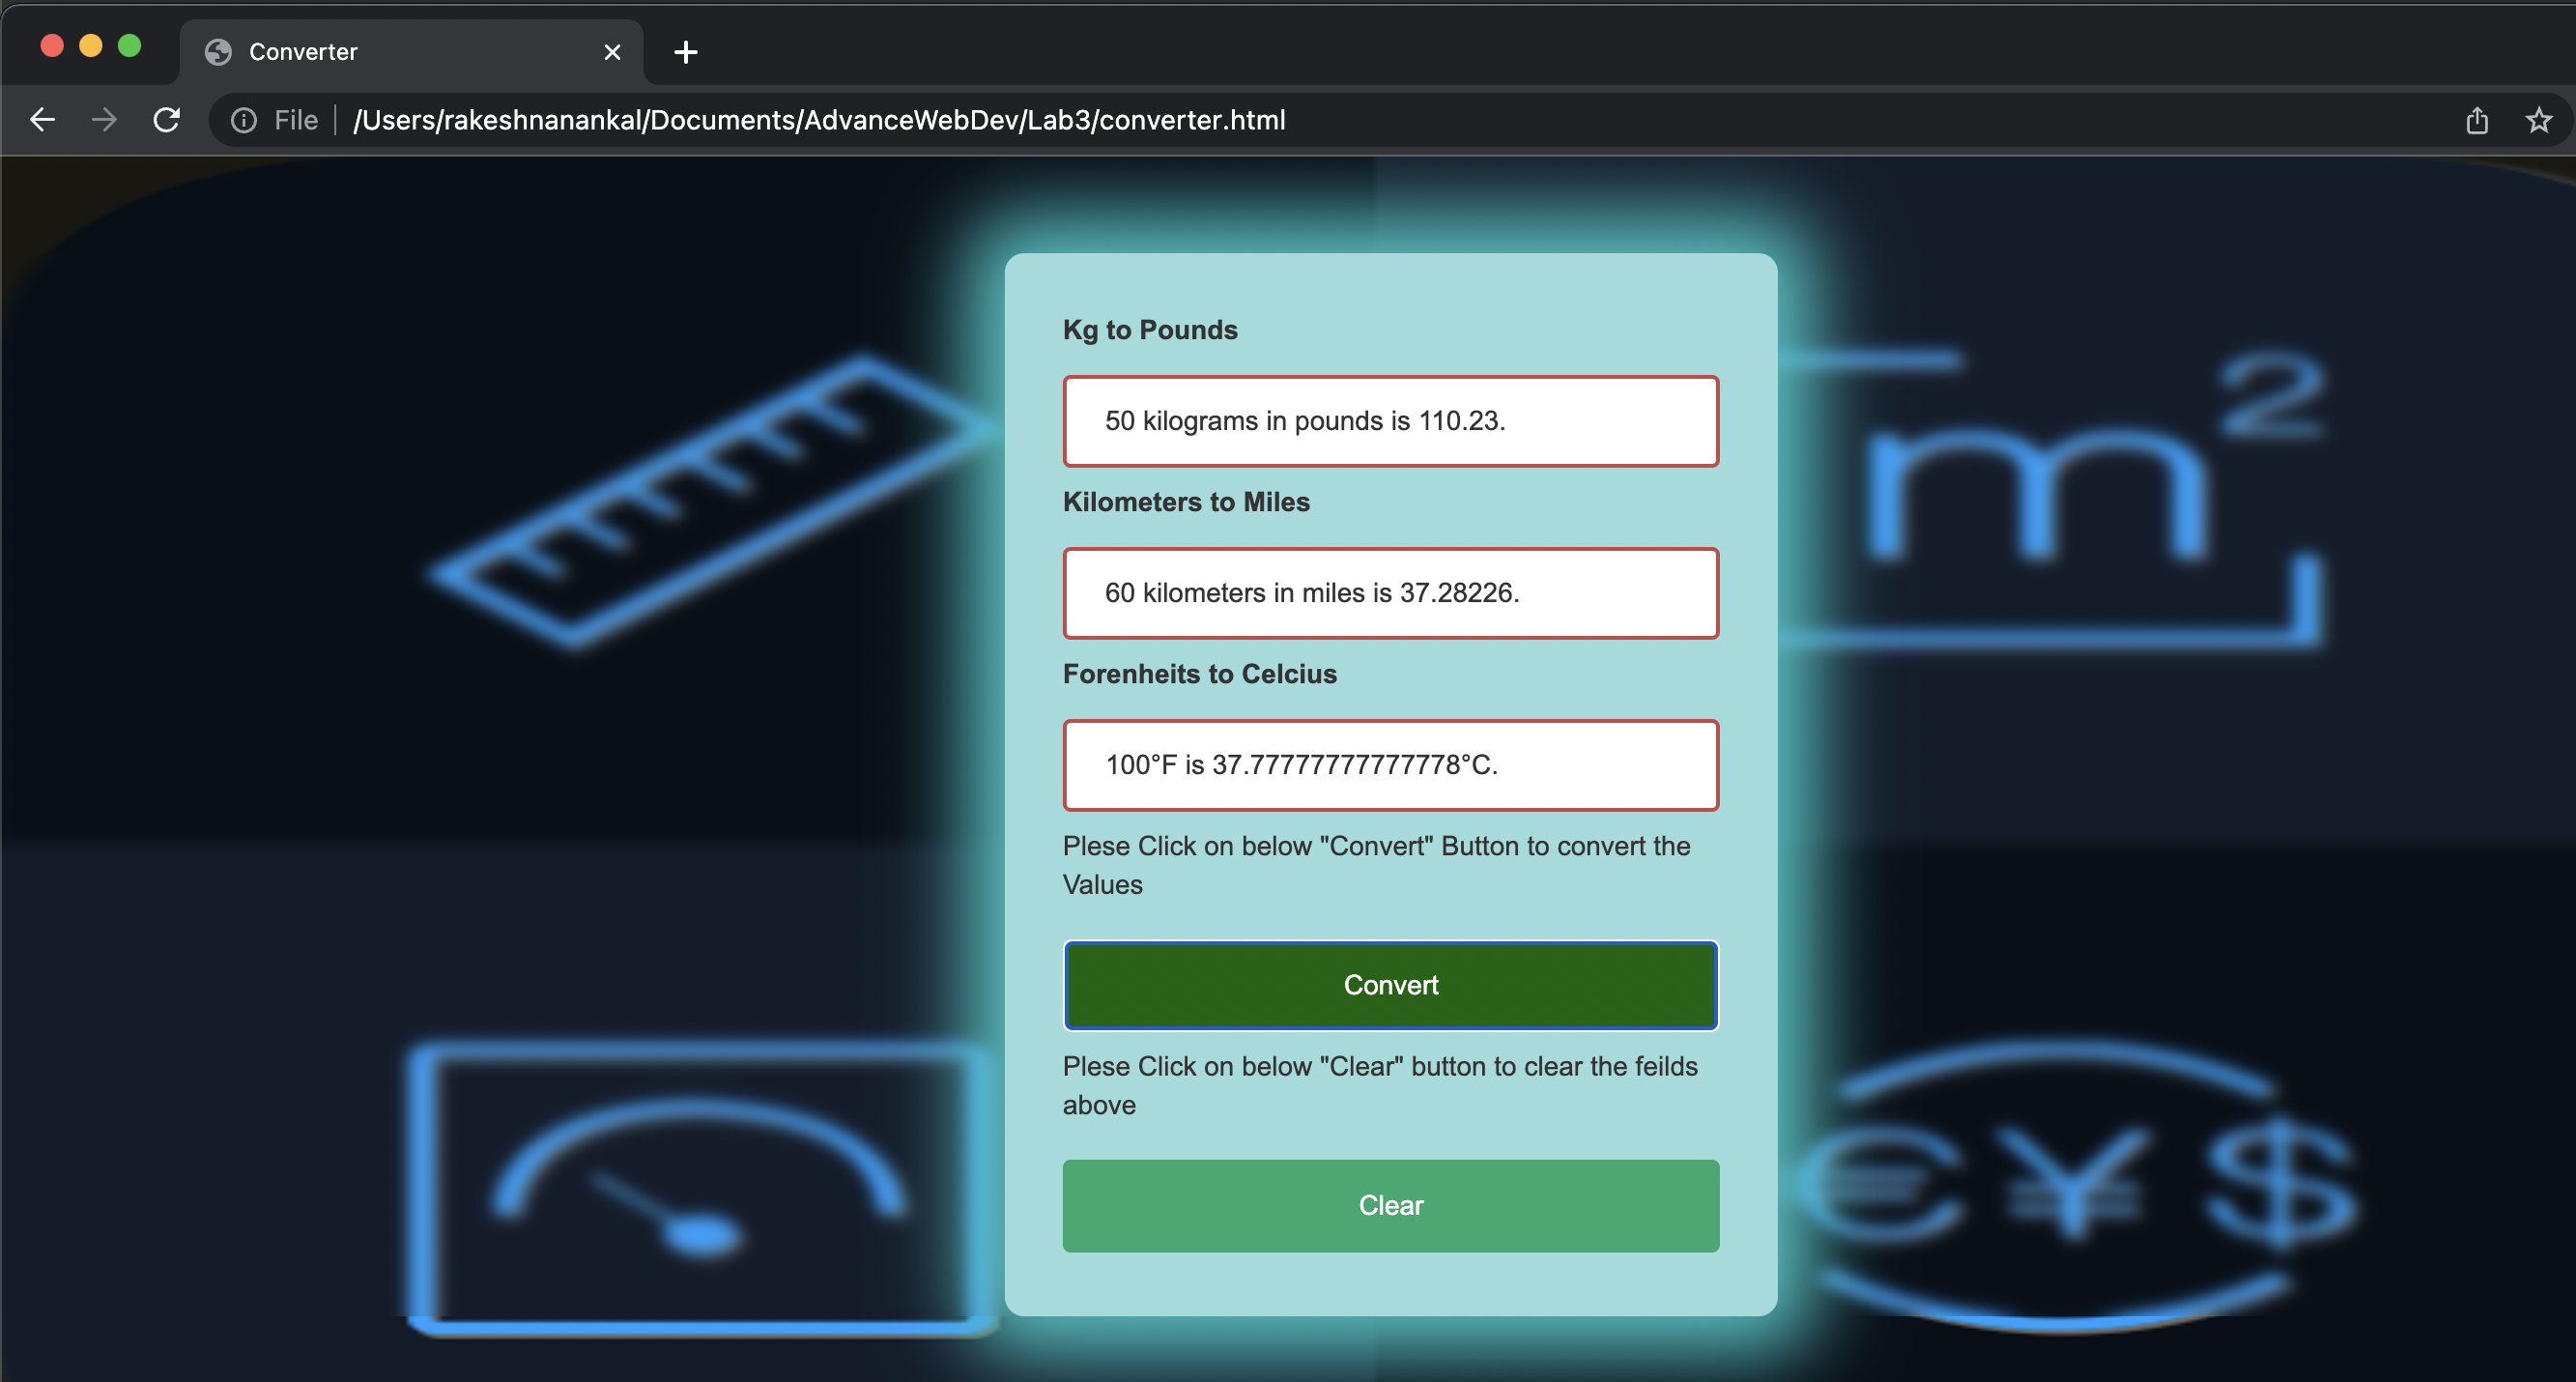 Converter
File
/Users/rakeshnanankal/Documents/AdvanceWebDev/Lab3/converter.html
Kg to Pounds
50 kilograms in pounds is 110.23.
Kilometers to Miles
60 kilometers in miles is 37.28226.
Forenheits to Celcius
100°F is 37.77777777777778°C.
Plese Click on below "Convert" Button to convert the
Values
Convert
Plese Click on below "Clear" button to clear the feilds
above
Clear
m²
€ ¥ $